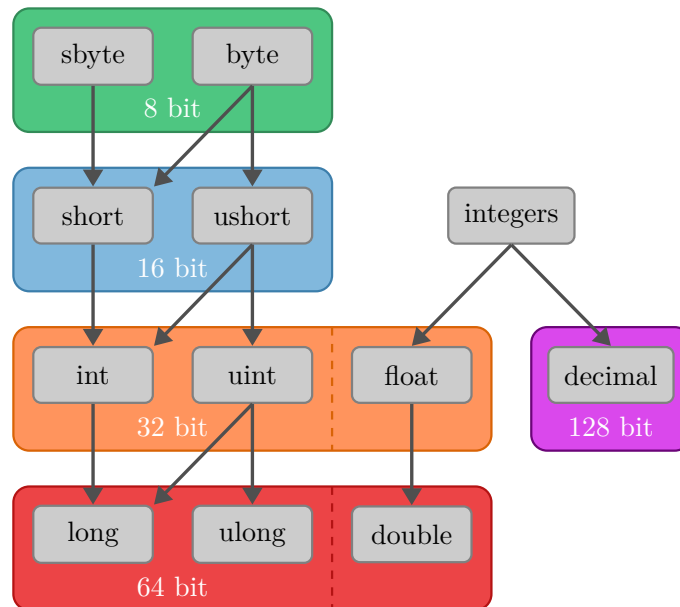 sbyte byte
8 bit
short ushort integers
16 bit
int uint float decimal
32 bit 128 bit
long ulong double
64 bit